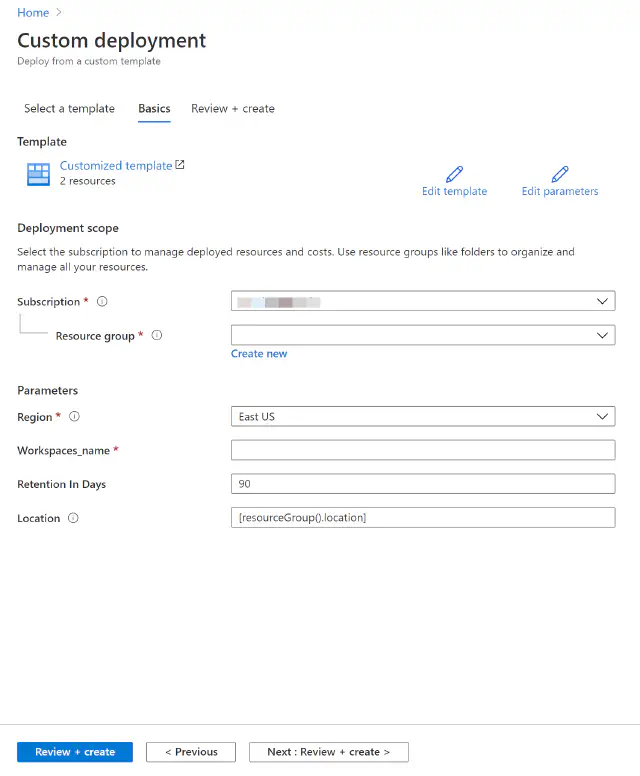 Home >
Custom deployment
Deploy from a custom template
Select a template Basics Review + create
Template
Customized template
2 resources
Edit template Edit parameters
Deployment scope
Select the subscription to manage deployed resources and costs. Use resource groups like folders to organize and
manage all your resources.
Subscription *
Resource group *
Create new
Parameters
Region * East US
Workspaces_name *
Retention In Days 90
Location [resourceGroup().location]
Review + create < Previous Next : Review + create >